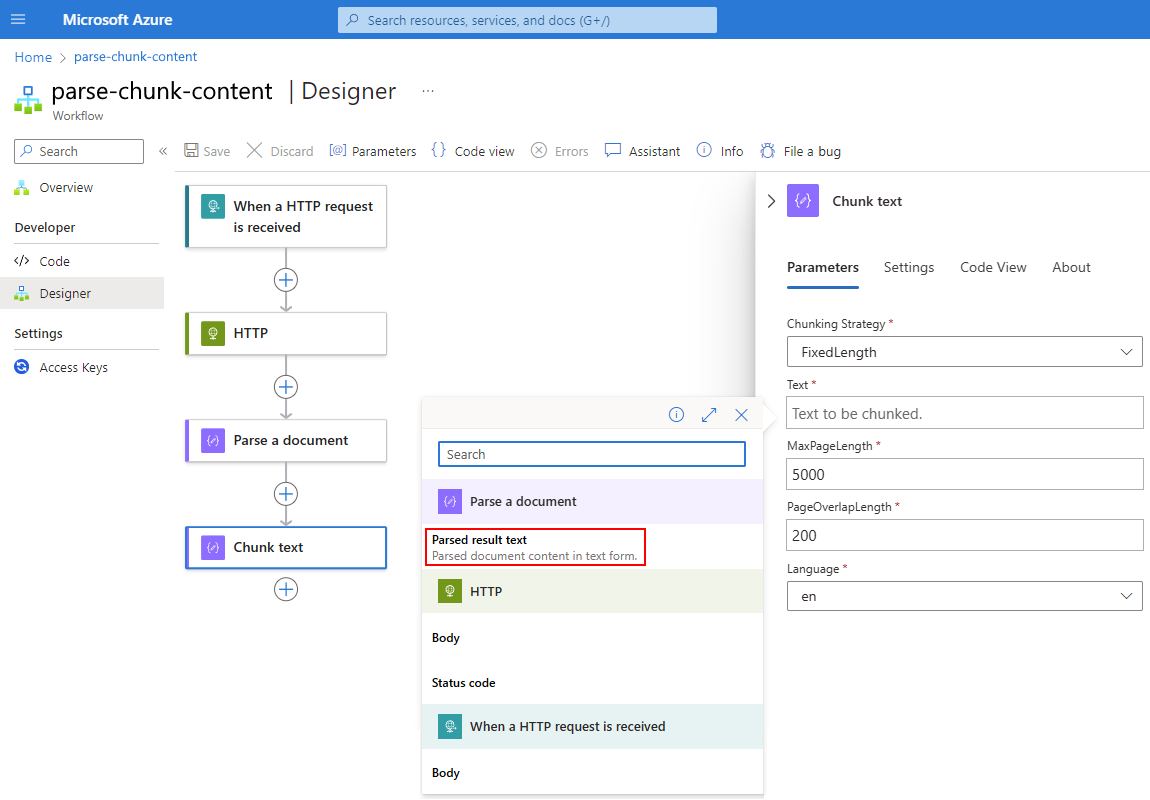 Microsoft Azure
Search resources, services, and docs (G+/)
Home > parse-chunk-content
parse-chunk-content | Designer ...
Workflow
Search
«
Save
Discard
Parameters
Code view
Errors
Assistant
Info
File a bug
Overview
Developer
Code
Designer
Settings
Access Keys
When a HTTP request
is received
HTTP
Parse a document
Chunk text
Search
Parse a document
Parsed result text
Parsed document content in text form.
HTTP
Body
Status code
When a HTTP request is received
Body
Chunk text
Parameters
Settings
Code View
About
Chunking Strategy *
FixedLength
Text *
Text to be chunked.
MaxPageLength *
5000
PageOverlapLength *
200
Language *
en